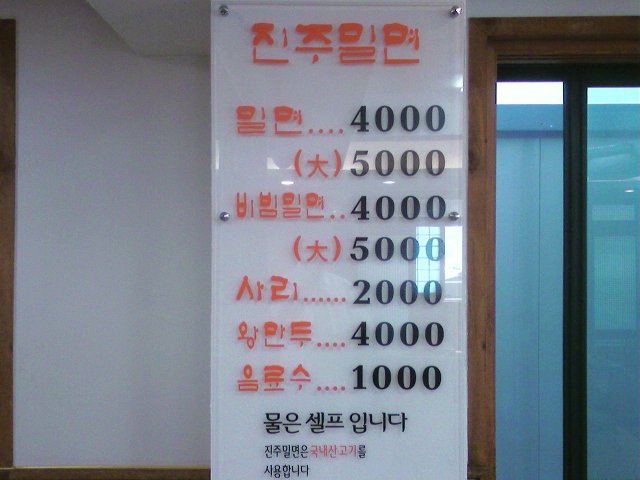 진주밀면
밀면....4000
(大)5000
비빔밀면..4000
(大)5000
사리......2000
왕만두....4000
음료수....1000
물은 셀프 입니다
진주밀면은 국내산 고기를
사용합니다